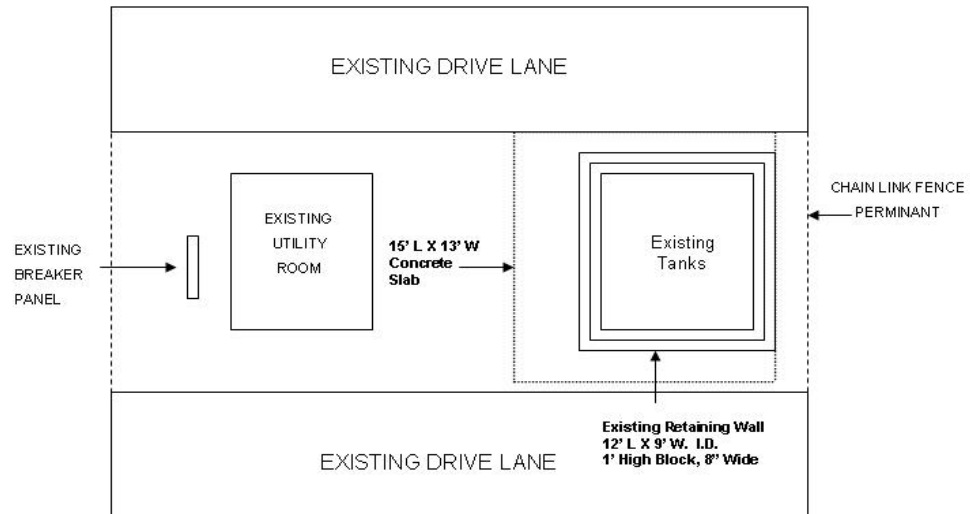 EXISTING DRIVE LANE
CHAIN LINK FENCE
PERMINANT
EXISTING
UTILITY
ROOM
15' L X 13' W
Concrete
Slab
Existing
Tanks
EXISTING
BREAKER
PANEL
Existing Retaining Wall
12' L X 9' W. I.D.
1' High Block, 8" Wide
EXISTING DRIVE LANE